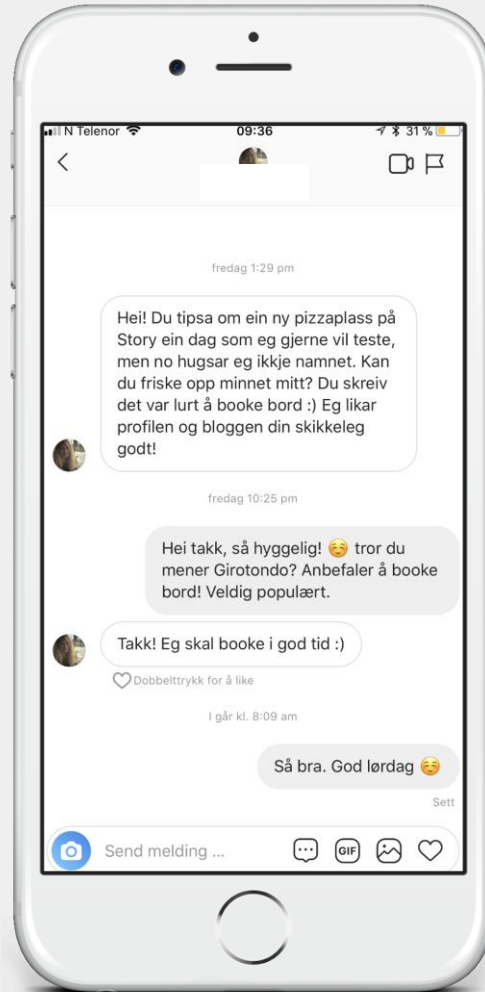 N Telenor 09:36 31 %
fredag 1:29 pm
Hei! Du tipsa om ein ny pizzaplass på
Story ein dag som eg gjerne vil teste,
men no hugsar eg ikkje namnet. Kan
du friske opp minnet mitt? Du skreiv
det var lurt å booke bord :) Eg likar
profilen og bloggen din skikkeleg
godt!
fredag 10:25 pm
Hei takk, så hyggelig! ☺️ tror du
mener Girotondo? Anbefaler å booke
bord! Veldig populært.
Takk! Eg skal booke i god tid :)
Dobbelttrykk for å like
I går kl. 8:09 am
Så bra. God lørdag ☺️
Sett
Send melding ... GIF